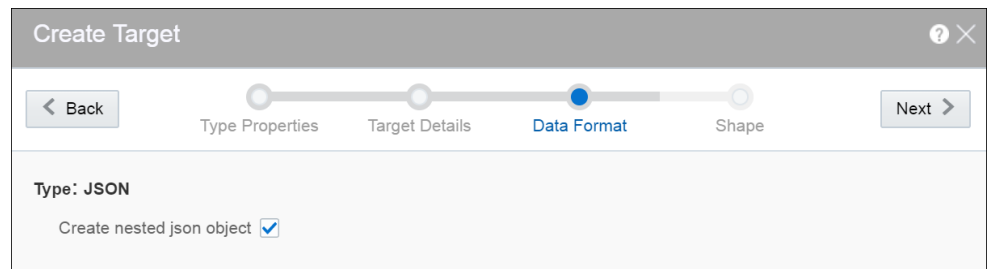 Create Target
?
Back
Type Properties
Target Details
Data Format
Shape
Next
Type: JSON
Create nested json object